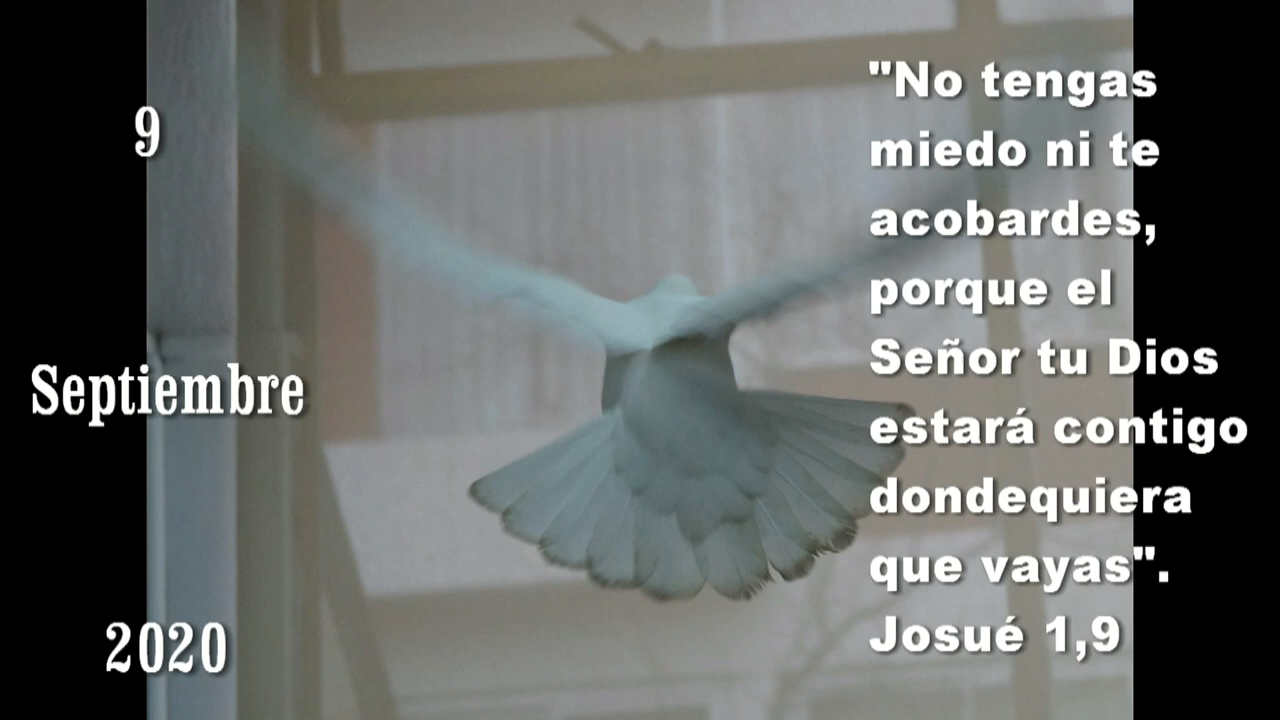 9
Septiembre
2020
"No tengas
miedo ni te
acobardes,
porque el
Señor tu Dios
estará contigo
dondequiera
que vayas".
Josué 1,9